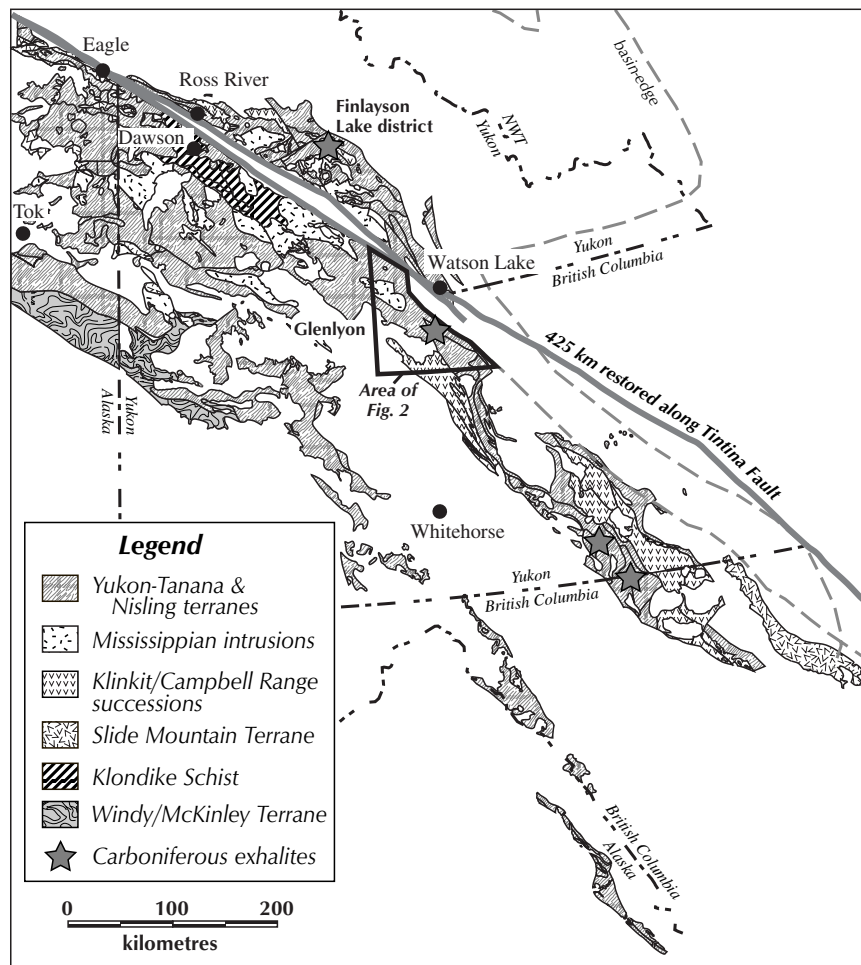 Eagle
Ross River
Finlayson
Lake district
Dawson
Tok
basin-edge
NWT
Yukon
Yukon
British Columbia
Watson Lake
Glenlyon
Area of
Fig. 2
425 km restored along Tintina Fault
Yukon
Alaska
Whitehorse
Yukon
British Columbia
British Columbia
Alaska
Legend
Yukon-Tanana &
Nisling terranes
Mississippian intrusions
Klinkit/Campbell Range
successions
Slide Mountain Terrane
Klondike Schist
Windy/McKinley Terrane
Carboniferous exhalites
0 100 200
kilometres